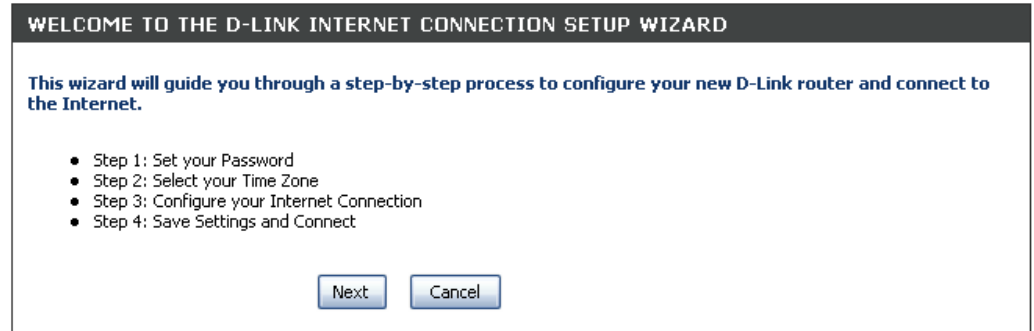 WELCOME TO THE D-LINK INTERNET CONNECTION SETUP WIZARD
This wizard will guide you through a step-by-step process to configure your new D-Link router and connect to
the Internet.
● Step 1: Set your Password
● Step 2: Select your Time Zone
● Step 3: Configure your Internet Connection
● Step 4: Save Settings and Connect
Next Cancel